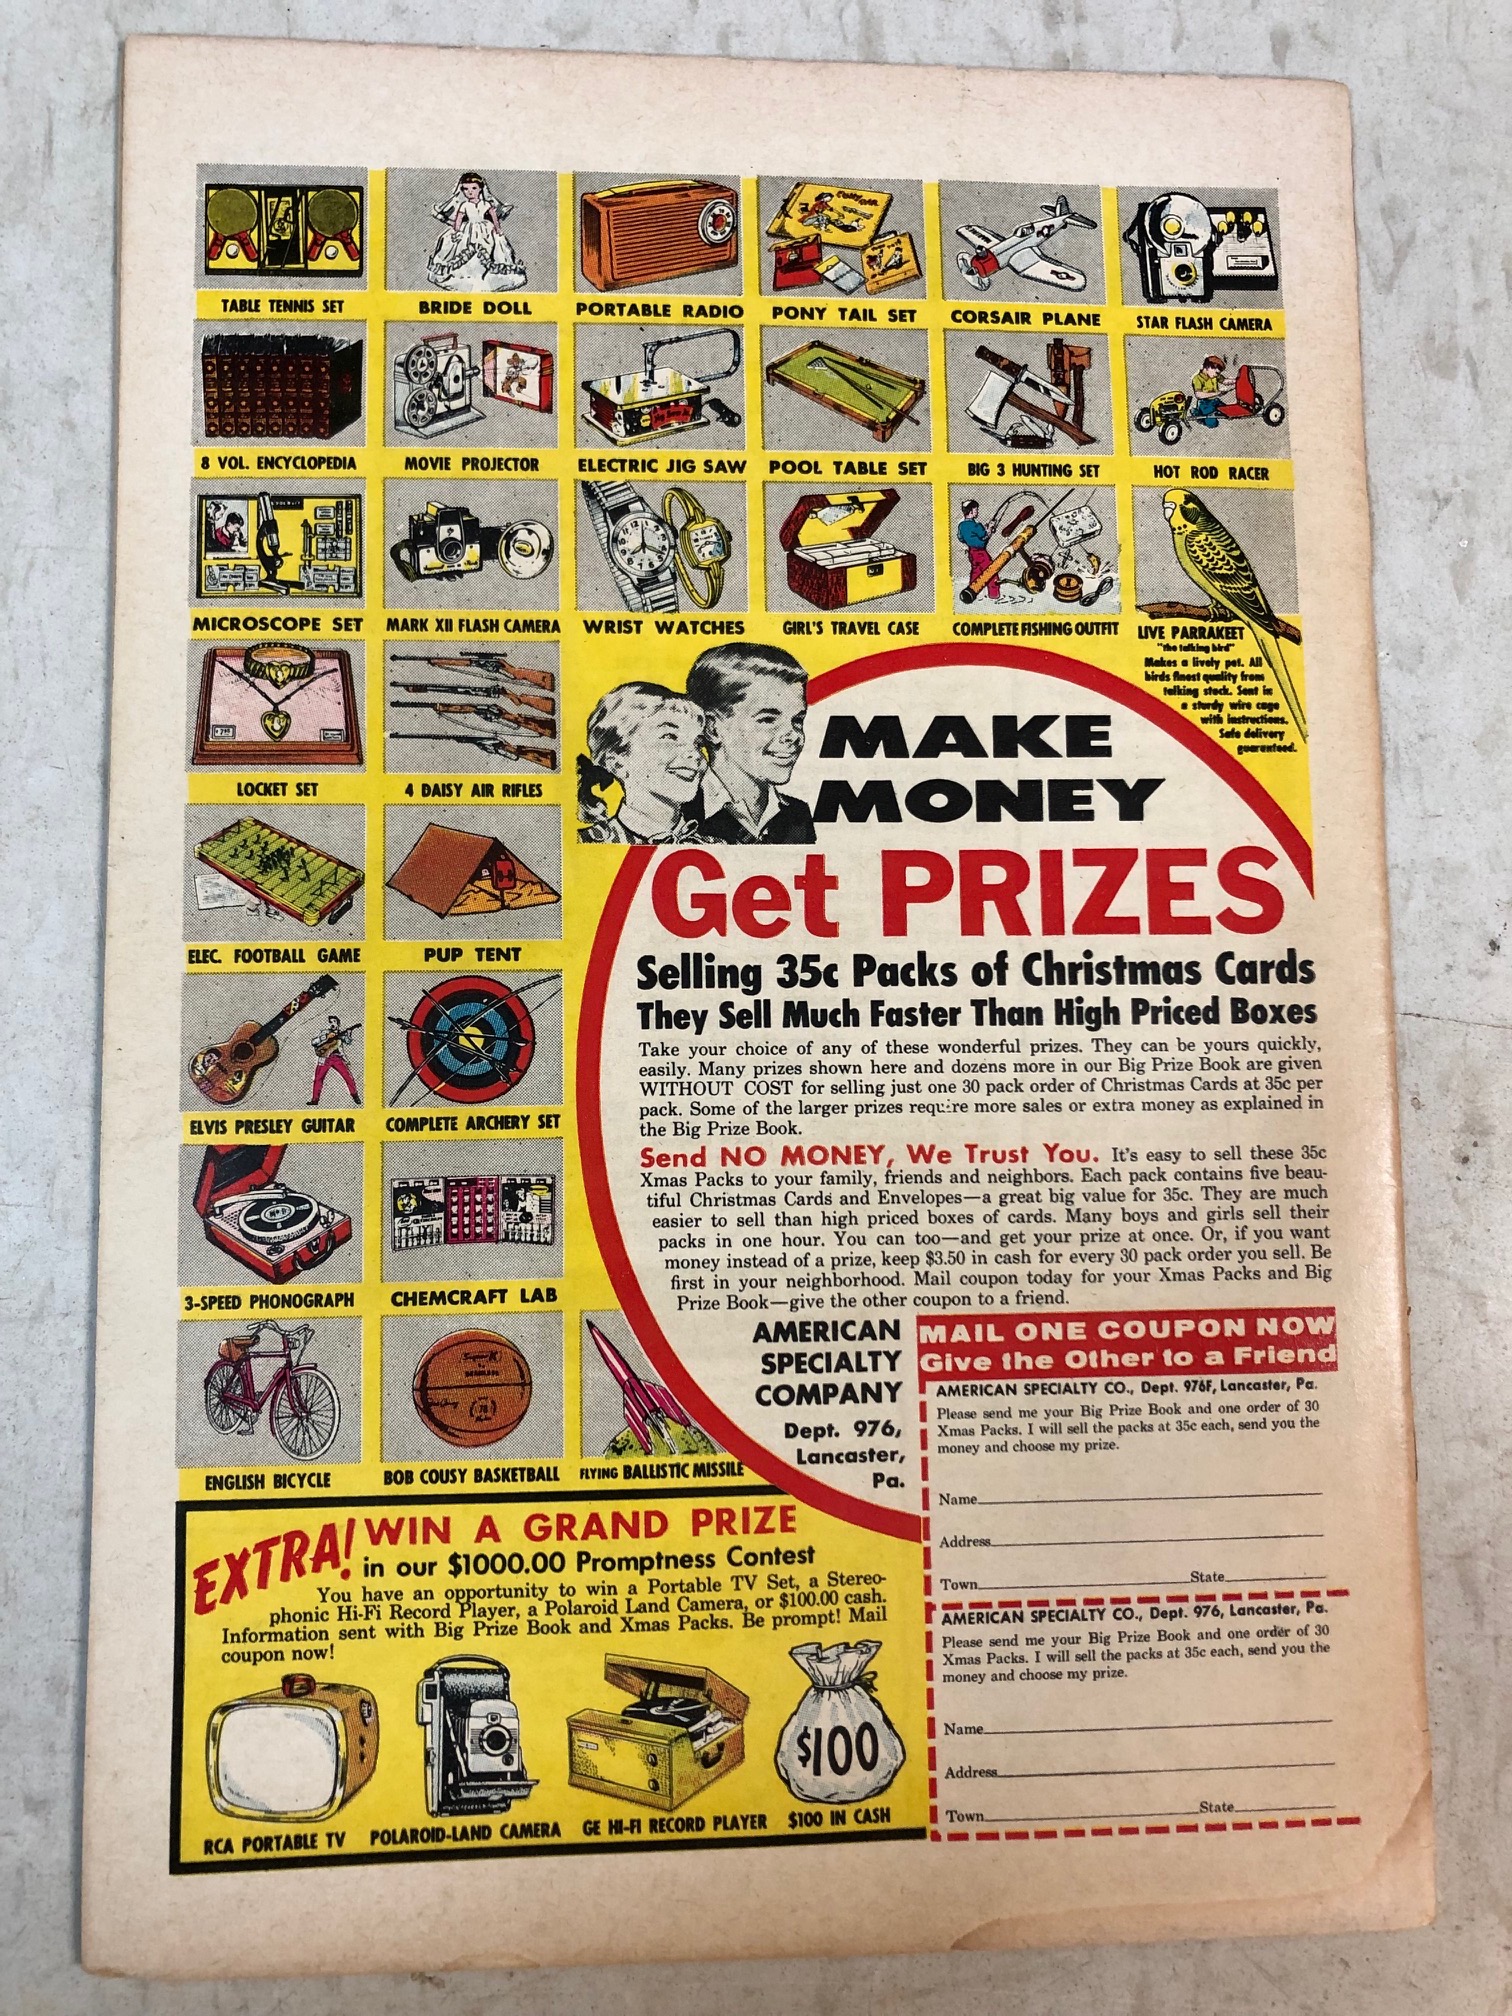 TABLE TENNIS SET
BRIDE DOLL
PORTABLE RADIO
PONY TAIL SET
CORSAIR PLANE
STAR FLASH CAMERA
8 VOL. ENCYCLOPEDIA
MOVIE PROJECTOR
ELECTRIC JIG SAW
POOL TABLE SET
BIG 3 HUNTING SET
HOT ROD RACER
MICROSCOPE SET
MARK XII FLASH CAMERA
WRIST WATCHES
GIRL'S TRAVEL CASE
COMPLETE FISHING OUTFIT
LIVE PARRAKEET
"the talking bird"
Makes a lively pet. All
birds finest quality from
talking stock. Sent in
a sturdy wire cage
with instructions.
Safe delivery
guaranteed.
LOCKET SET
4 DAISY AIR RIFLES
ELEC. FOOTBALL GAME
PUP TENT
ELVIS PRESLEY GUITAR
COMPLETE ARCHERY SET
3-SPEED PHONOGRAPH
CHEMCRAFT LAB
ENGLISH BICYCLE
BOB COUSY BASKETBALL
FLYING BALLISTIC MISSILE
MAKE
MONEY
Get PRIZES
Selling 35c Packs of Christmas Cards
They Sell Much Faster Than High Priced Boxes
Take your choice of any of these wonderful prizes. They can be yours quickly,
easily. Many prizes shown here and dozens more in our Big Prize Book are given
WITHOUT COST for selling just one 30 pack order of Christmas Cards at 35c per
pack. Some of the larger prizes require more sales or extra money as explained in
the Big Prize Book.
Send NO MONEY, We Trust You. It's easy to sell these 35c
Xmas Packs to your family, friends and neighbors. Each pack contains five beau-
tiful Christmas Cards and Envelopes—a great big value for 35c. They are much
easier to sell than high priced boxes of cards. Many boys and girls sell their
packs in one hour. You can too—and get your prize at once. Or, if you want
money instead of a prize, keep $3.50 in cash for every 30 pack order you sell. Be
first in your neighborhood. Mail coupon today for your Xmas Packs and Big
Prize Book—give the other coupon to a friend.
AMERICAN
SPECIALTY
COMPANY
Dept. 976,
Lancaster,
Pa.
MAIL ONE COUPON NOW
Give the Other to a Friend
AMERICAN SPECIALTY CO., Dept. 976F, Lancaster, Pa.
Please send me your Big Prize Book and one order of 30
Xmas Packs. I will sell the packs at 35c each, send you the
money and choose my prize.
Name
Address
Town State
AMERICAN SPECIALTY CO., Dept. 976, Lancaster, Pa.
Please send me your Big Prize Book and one order of 30
Xmas Packs. I will sell the packs at 35c each, send you the
money and choose my prize.
Name
Address
Town State
EXTRA! WIN A GRAND PRIZE
in our $1000.00 Promptness Contest
You have an opportunity to win a Portable TV Set, a Stereo-
phonic Hi-Fi Record Player, a Polaroid Land Camera, or $100.00 cash.
Information sent with Big Prize Book and Xmas Packs. Be prompt! Mail
coupon now!
$100
RCA PORTABLE TV
POLAROID-LAND CAMERA
GE HI-FI RECORD PLAYER
$100 IN CASH